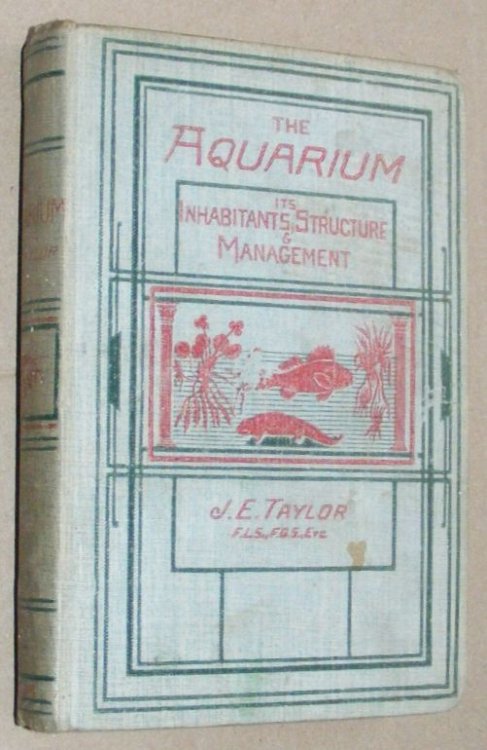 THE
AQUARIUM
ITS
INHABITANTS, STRUCTURE
&
MANAGEMENT
J. E. TAYLOR
F.L.S., F.G.S., ETC